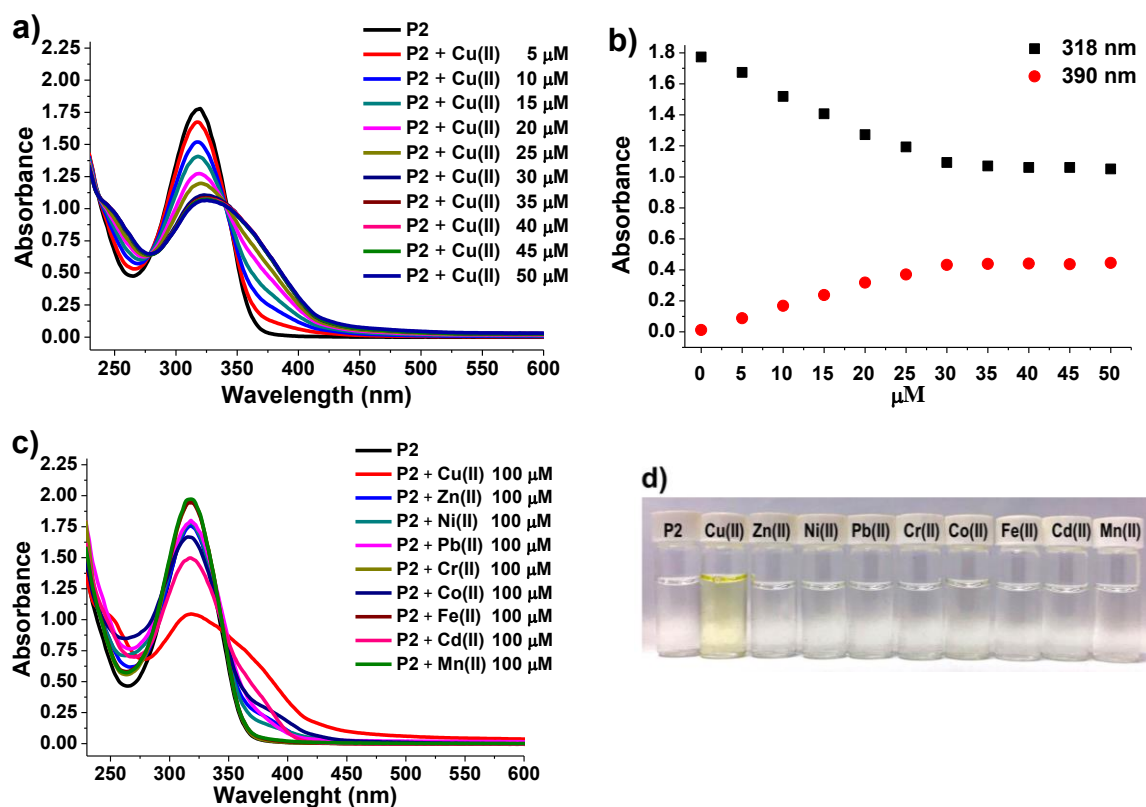 a)
2.25
2.00
1.75
1.50
1.25
1.00
0.75
0.50
0.25
0.00
Absorbance
250 300 350 400 450 500 550 600
Wavelength (nm)
P2
P2 + Cu(II) 5 µM
P2 + Cu(II) 10 µM
P2 + Cu(II) 15 µM
P2 + Cu(II) 20 µM
P2 + Cu(II) 25 µM
P2 + Cu(II) 30 µM
P2 + Cu(II) 35 µM
P2 + Cu(II) 40 µM
P2 + Cu(II) 45 µM
P2 + Cu(II) 50 µM
b)
1.8
1.6
1.4
1.2
1.0
0.8
0.6
0.4
0.2
0.0
Absorbance
0 5 10 15 20 25 30 35 40 45 50
µM
318 nm
390 nm
c)
2.25
2.00
1.75
1.50
1.25
1.00
0.75
0.50
0.25
0.00
Absorbance
250 300 350 400 450 500 550 600
Wavelenght (nm)
P2
P2 + Cu(II) 100 µM
P2 + Zn(II) 100 µM
P2 + Ni(II) 100 µM
P2 + Pb(II) 100 µM
P2 + Cr(II) 100 µM
P2 + Co(II) 100 µM
P2 + Fe(II) 100 µM
P2 + Cd(II) 100 µM
P2 + Mn(II) 100 µM
d)
P2 Cu(II) Zn(II) Ni(II) Pb(II) Cr(II) Co(II) Fe(II) Cd(II) Mn(II)